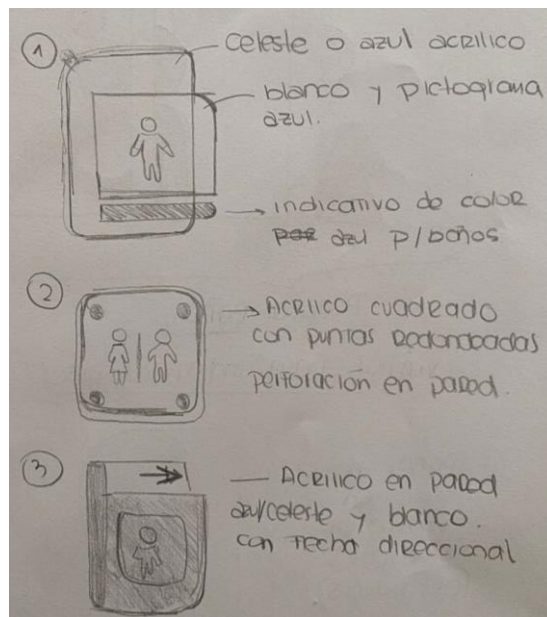 1
celeste o azul acrilico
blanco y pictograma
azul.
indicativo de color
par azul p/baños
2
Acrilico cuadrado
con puntas redondeadas
perforación en pared.
3
Acrilico en pared
azul/celeste y blanco.
con flecha direccional